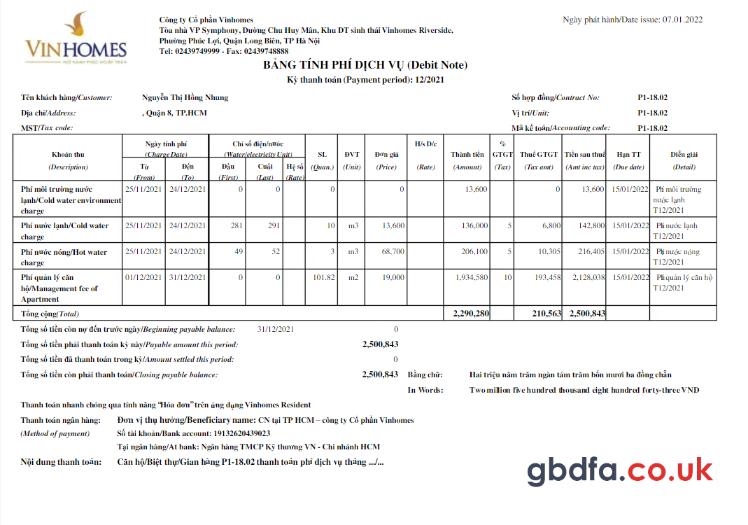 VINHOMES
Công ty Cổ phần Vinhomes
Tòa nhà VP Symphony, Đường Chu Huy Mân, Khu DT sinh thái Vinhomes Riverside,
Phường Phúc Lợi, Quận Long Biên, TP Hà Nội
Tel: 02439749999 - Fax: 02439748888
Ngày phát hành/Date issue: 07.01.2022
BẢNG TÍNH PHÍ DỊCH VỤ (Debit Note)
Kỳ thanh toán (Payment period): 12/2021
Tên khách hàng/Customer: Nguyễn Thị Hồng Nhung Số hợp đồng/Contract No: P1-18.02
Địa chỉ/Address: , Quận 8, TP.HCM Vị trí/Unit: P1-18.02
MST/Tax code: Mã kế toán/Accounting code: P1-18.02
Khoản thu (Description) Ngày tính phí (Charge Date) Chỉ số điện/nước (Water/electricity Unit) SL (Quan.) ĐVT (Unit) Đơn giá (Price) H/s D/c (Rate) Thành tiền (Amount) % GTGT (Tax) Thuế GTGT (Tax amt) Tiền sau thuế (Amt inc tax) Hạn TT (Due date) Diễn giải (Detail)
Từ (From) Đến (To) Đầu (First) Cuối (Last) Hệ số (Rate)
Phí môi trường nước 25/11/2021 24/12/2021 0 0 0 0 13,600 0 13,600 15/01/2022 Phí môi trường
lạnh/Cold water environment nước lạnh
charge T12/2021
Phí nước lạnh/Cold water 25/11/2021 24/12/2021 281 291 10 m3 13,600 136,000 5 6,800 142,800 15/01/2022 Phí nước lạnh
charge T12/2021
Phí nước nóng/Hot water 25/11/2021 24/12/2021 49 52 3 m3 68,700 206,100 5 10,305 216,405 15/01/2022 Phí nước nóng
charge T12/2021
Phí quản lý căn 01/12/2021 31/12/2021 0 0 101.82 m2 19,000 1,934,580 10 193,458 2,128,038 15/01/2022 Phí quản lý căn hộ
hộ/Management fee of T12/2021
Apartment
Tổng cộng(Total) 2,290,280 210,563 2,500,843
Tổng số tiền còn nợ đến trước ngày/Beginning payable balance: 31/12/2021 0
Tổng số tiền phải thanh toán kỳ này/Payable amount this period: 2,500,843
Tổng số tiền đã thanh toán trong kỳ/Amount settled this period: 0
Tổng số tiền còn phải thanh toán/Closing payable balance: 2,500,843 Bằng chữ: Hai triệu năm trăm ngàn tám trăm bốn mươi ba đồng chẵn
In Words: Two million five hundred thousand eight hundred forty-three VND
Thanh toán nhanh chóng qua tính năng "Hóa đơn" trên ứng dụng Vinhomes Resident
Thanh toán ngân hàng: Đơn vị thụ hưởng/Beneficiary name: CN tại TP HCM – công ty Cổ phần Vinhomes
(Method of payment) Số tài khoản/Bank account: 19132620439023
Tại ngân hàng/At bank: Ngân hàng TMCP Kỹ thương VN - Chi nhánh HCM
Nội dung thanh toán: Căn hộ/Biệt thự/Gian hàng P1-18.02 thanh toán phí dịch vụ tháng .../...
gbdfa.co.uk